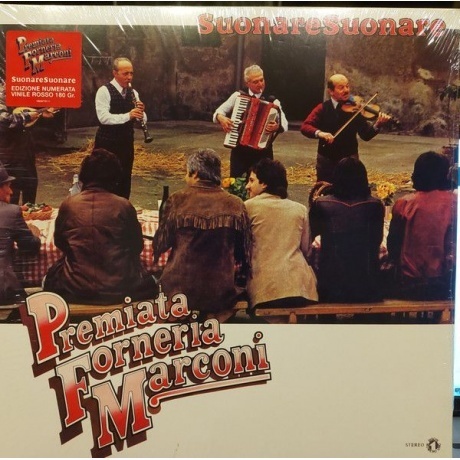 SuonareSuonare
Premiata
Forneria
Marconi
SuonareSuonare
EDIZIONE NUMERATA
VINILE ROSSO 180 Gr.
Premiata
Forneria
Marconi
STEREO